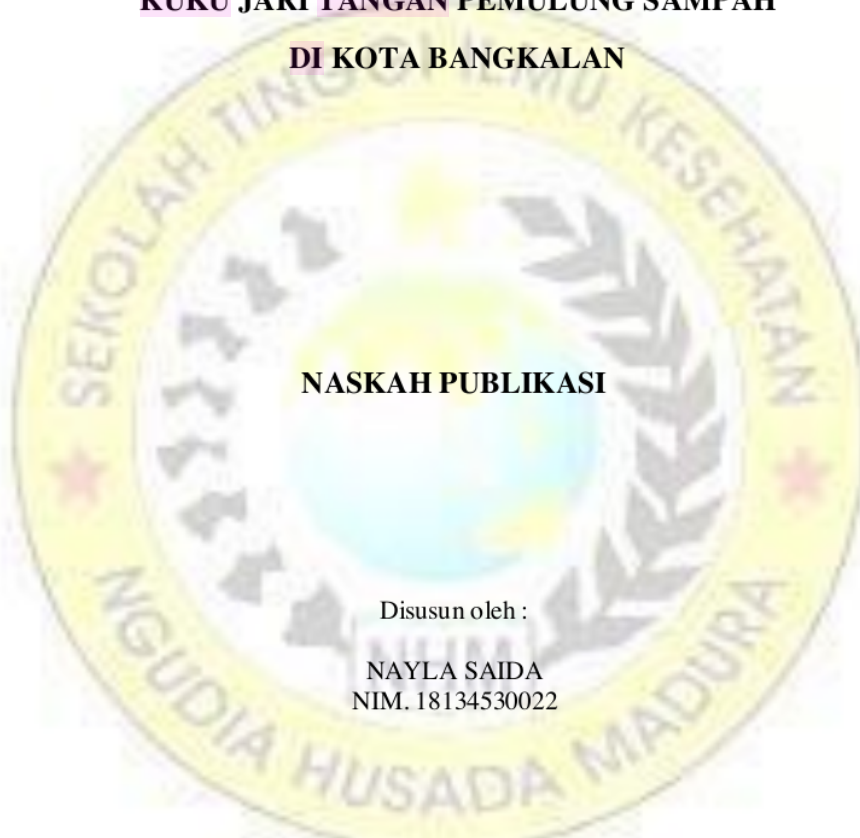 KUKU JARI TANGAN PEMULUNG SAMPAH
DI KOTA BANGKALAN
SEKOLAH TINGGI ILMU KESEHATAN
NASKAH PUBLIKASI
Disusun oleh :
NHM
NAYLA SAIDA
NIM. 18134530022
NGUDIA HUSADA MADURA